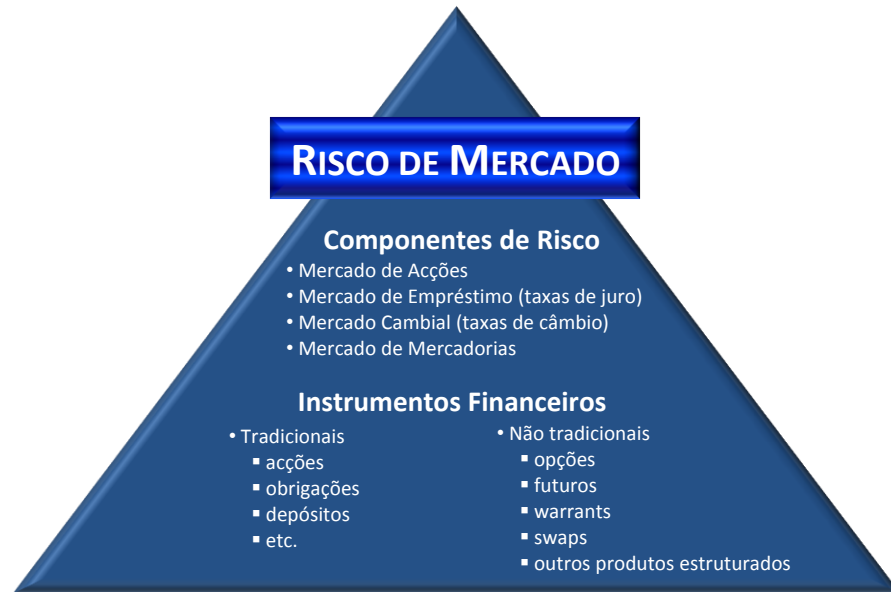 RISCO DE MERCADO
Componentes de Risco
• Mercado de Acções
• Mercado de Empréstimo (taxas de juro)
• Mercado Cambial (taxas de câmbio)
• Mercado de Mercadorias
Instrumentos Financeiros
• Tradicionais
▪ acções
▪ obrigações
▪ depósitos
▪ etc.
• Não tradicionais
▪ opções
▪ futuros
▪ warrants
▪ swaps
▪ outros produtos estruturados